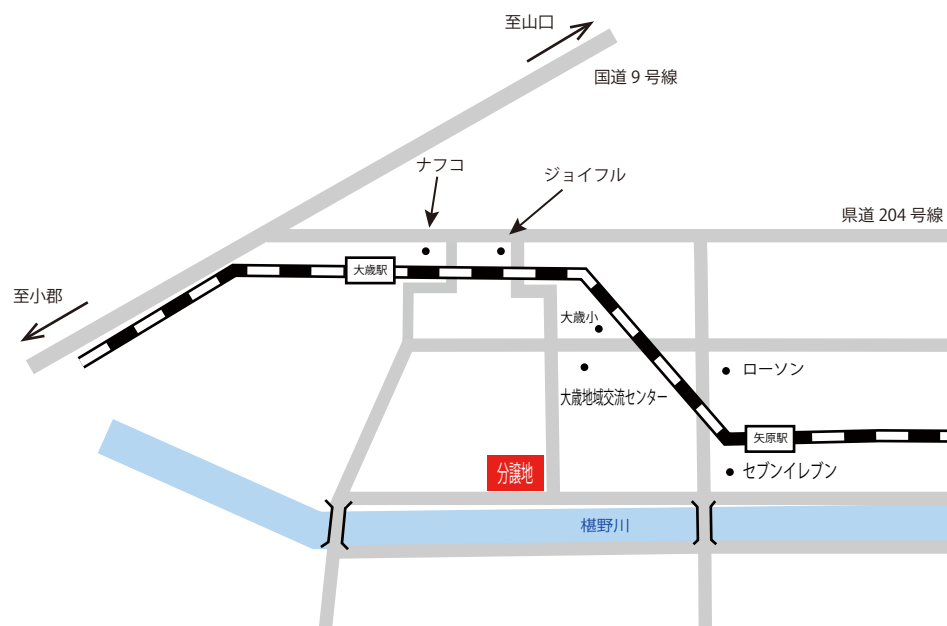 至山口
国道 9 号線
ナフコ
ジョイフル
県道 204 号線
大歳駅
至小郡
大歳小
ローソン
大歳地域交流センター
矢原駅
分譲地
セブンイレブン
椹野川